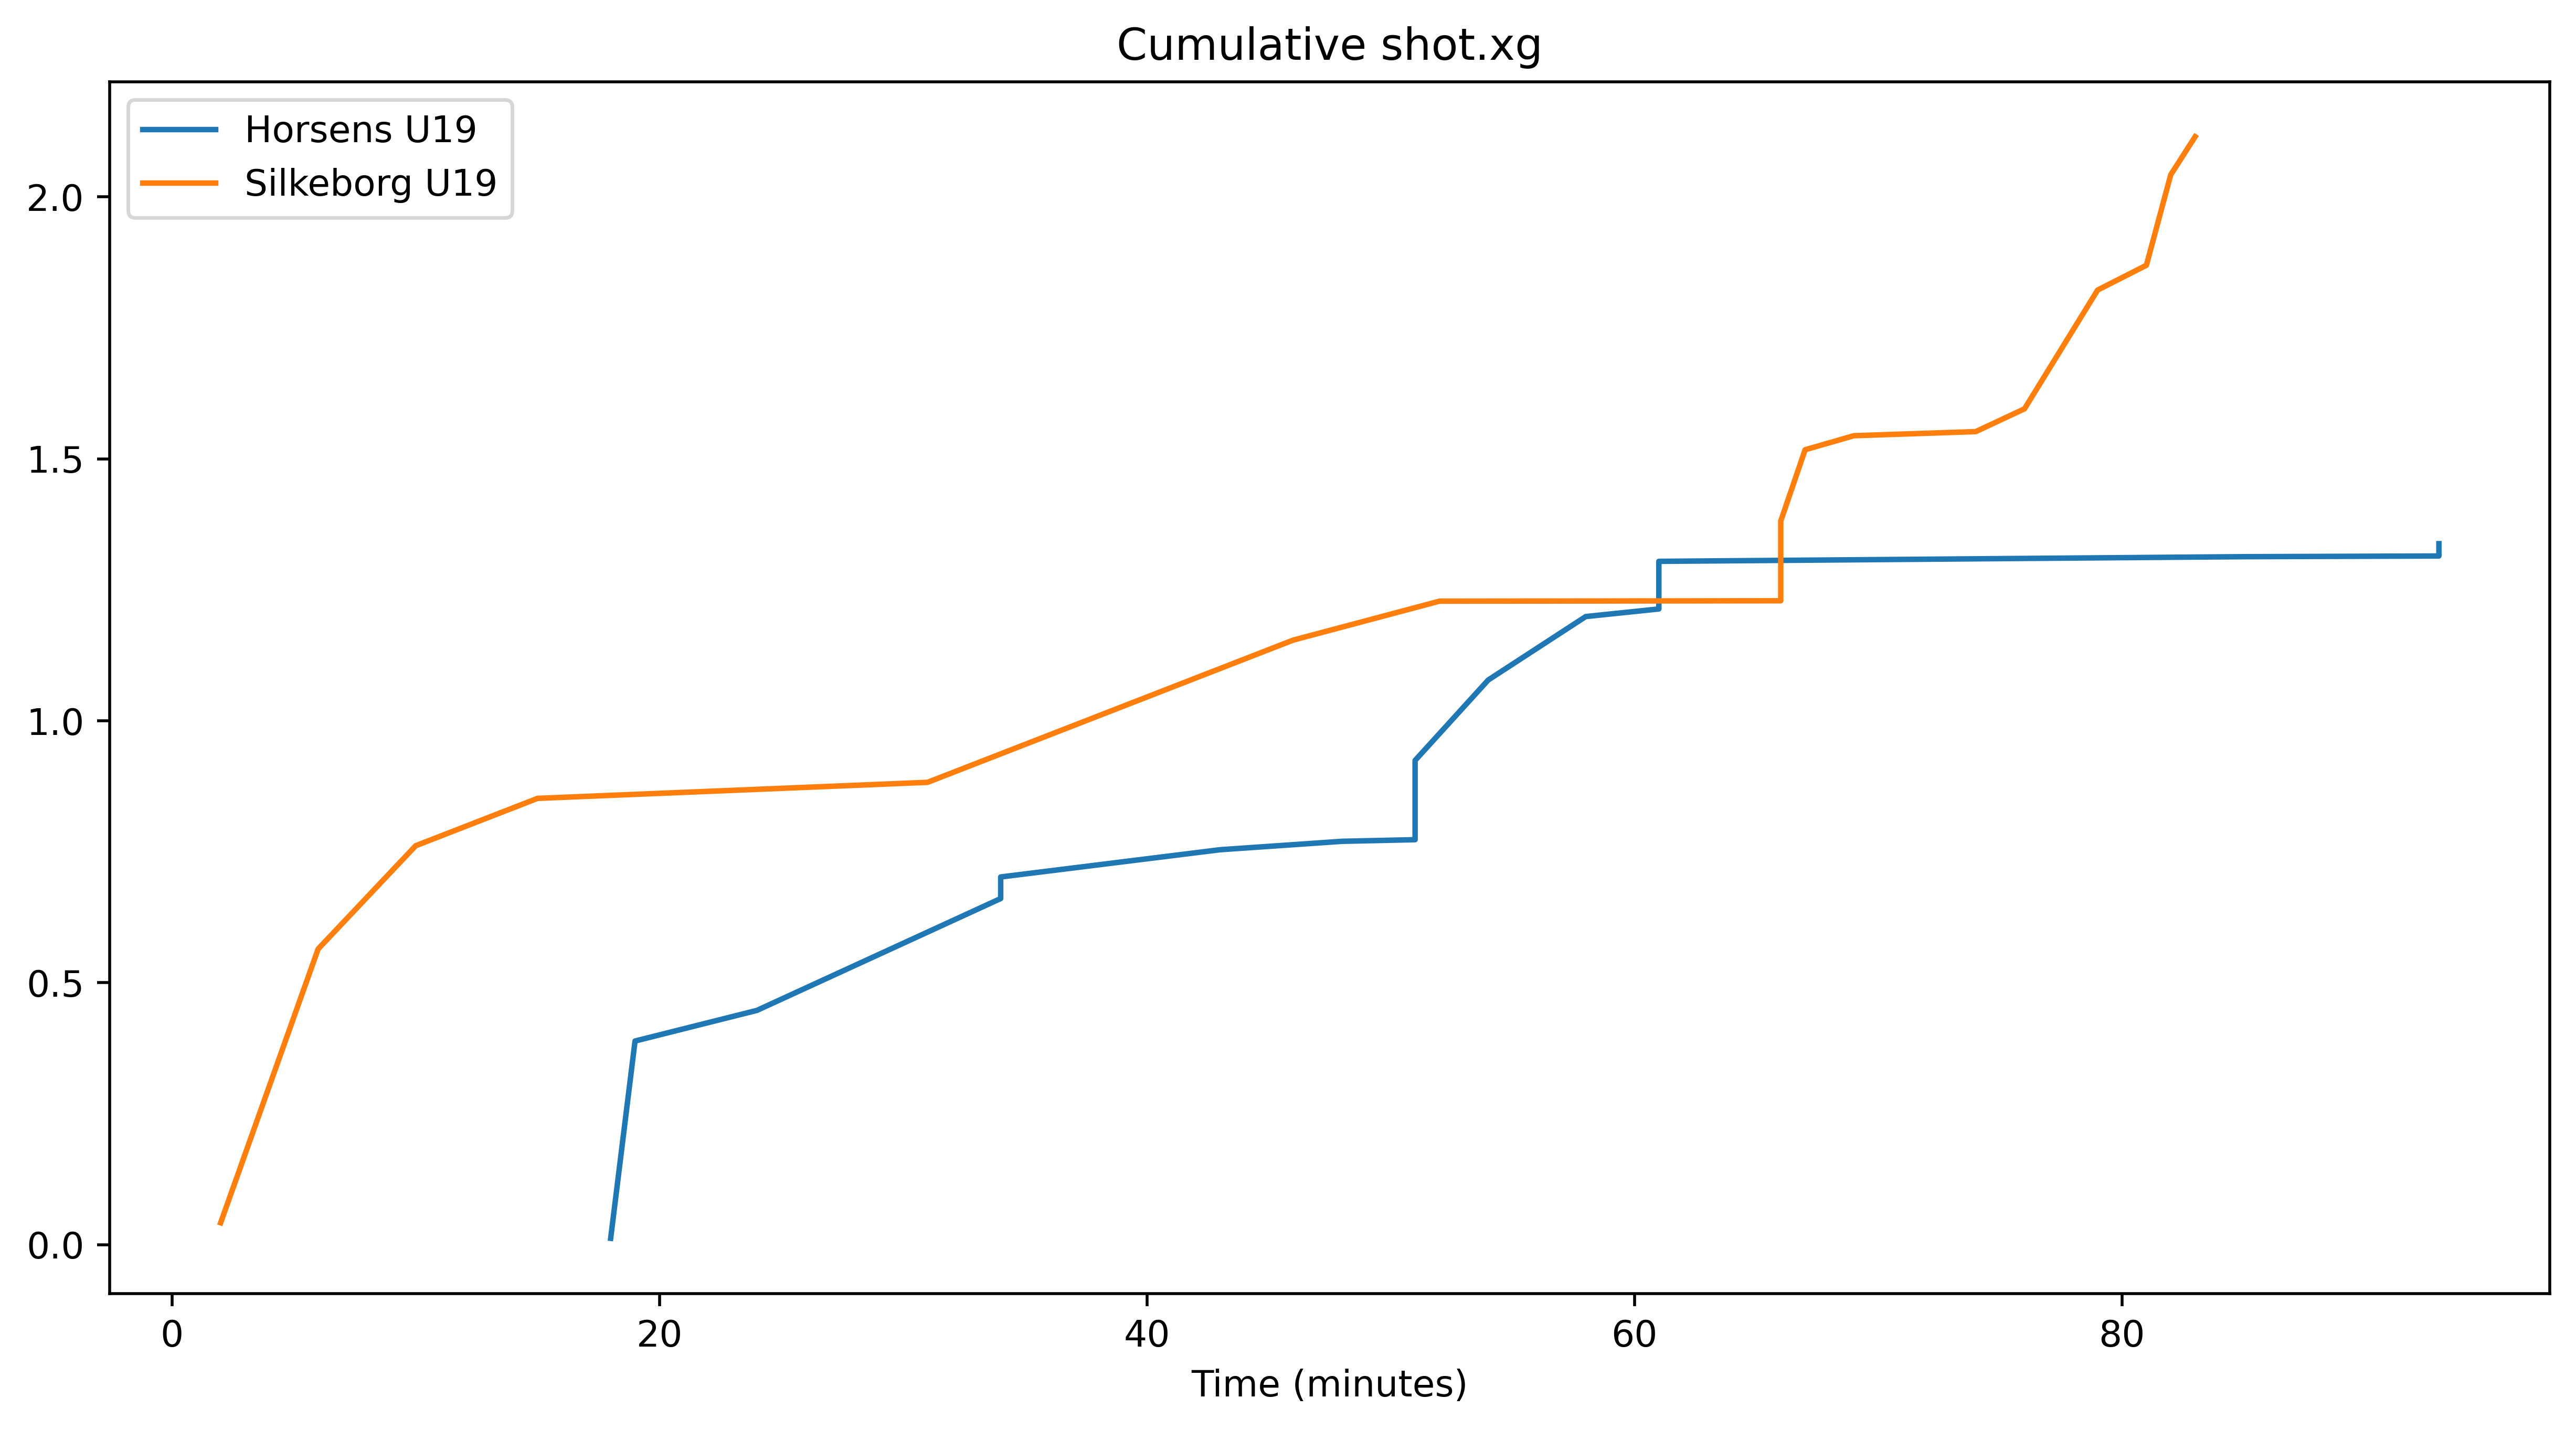 Cumulative shot.xg
Horsens U19
Silkeborg U19
2.0
1.5
1.0
0.5
0.0
0 20 40 60 80
Time (minutes)